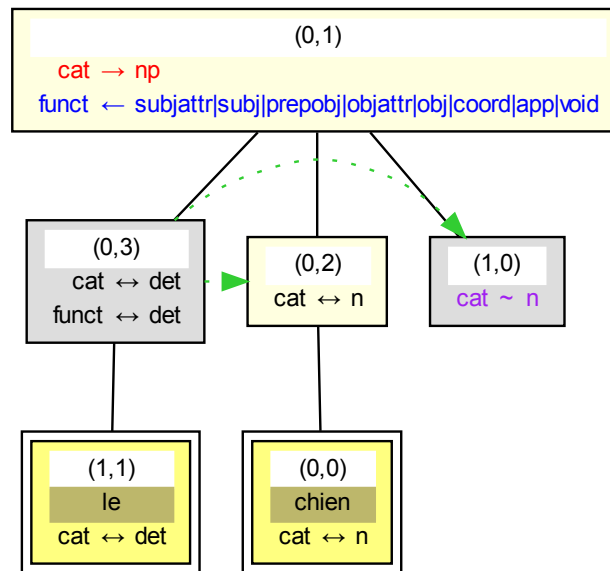 (0,1)
cat → np
funct ← subjattr|subj|prepobj|objattr|obj|coord|app|void
(0,3)
cat ↔ det
funct ↔ det
(0,2)
cat ↔ n
(1,0)
cat ~ n
(1,1)
le
cat ↔ det
(0,0)
chien
cat ↔ n